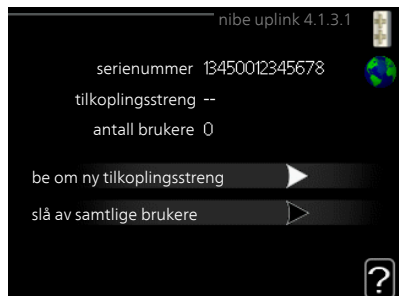 nibe uplink 4.1.3.1
serienummer 13450012345678
tilkoplingsstreng --
antall brukere 0
be om ny tilkoplingsstreng
slå av samtlige brukere
?